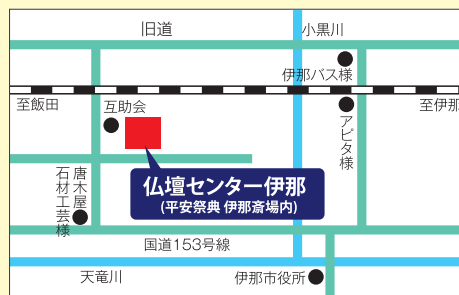 旧道
小黒川
伊那バス様
至飯田
互助会
至伊那
アピタ様
唐木屋
石材工芸様
仏壇センター伊那
(平安祭典 伊那斎場内)
国道153号線
天竜川
伊那市役所